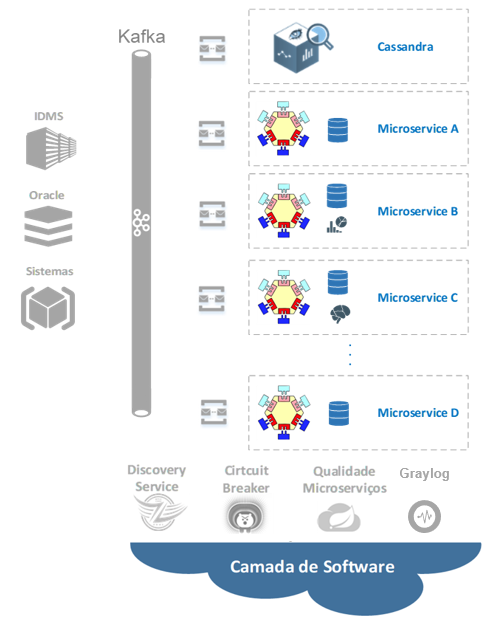 Kafka
Cassandra
IDMS
Microservice A
Oracle
Microservice B
Sistemas
Microservice C
Microservice D
Discovery
Service
Cirtcuit
Breaker
Qualidade
Microserviços
Graylog
Camada de Software